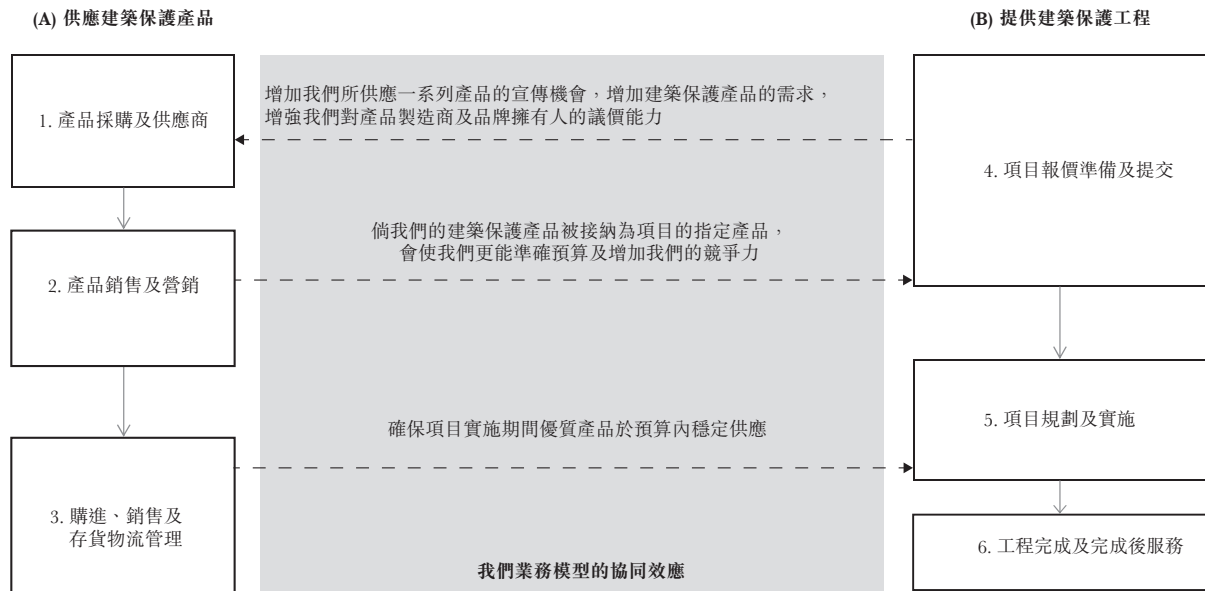 (A) 供應建築保護產品
(B) 提供建築保護工程
1. 產品採購及供應商
增加我們所供應一系列產品的宣傳機會，增加建築保護產品的需求，
增強我們對產品製造商及品牌擁有人的議價能力
4. 項目報價準備及提交
倘我們的建築保護產品被接納為項目的指定產品，
會使我們更能準確預算及增加我們的競爭力
2. 產品銷售及營銷
確保項目實施期間優質產品於預算內穩定供應
5. 項目規劃及實施
3. 購進、銷售及
存貨物流管理
6. 工程完成及完成後服務
我們業務模型的協同效應